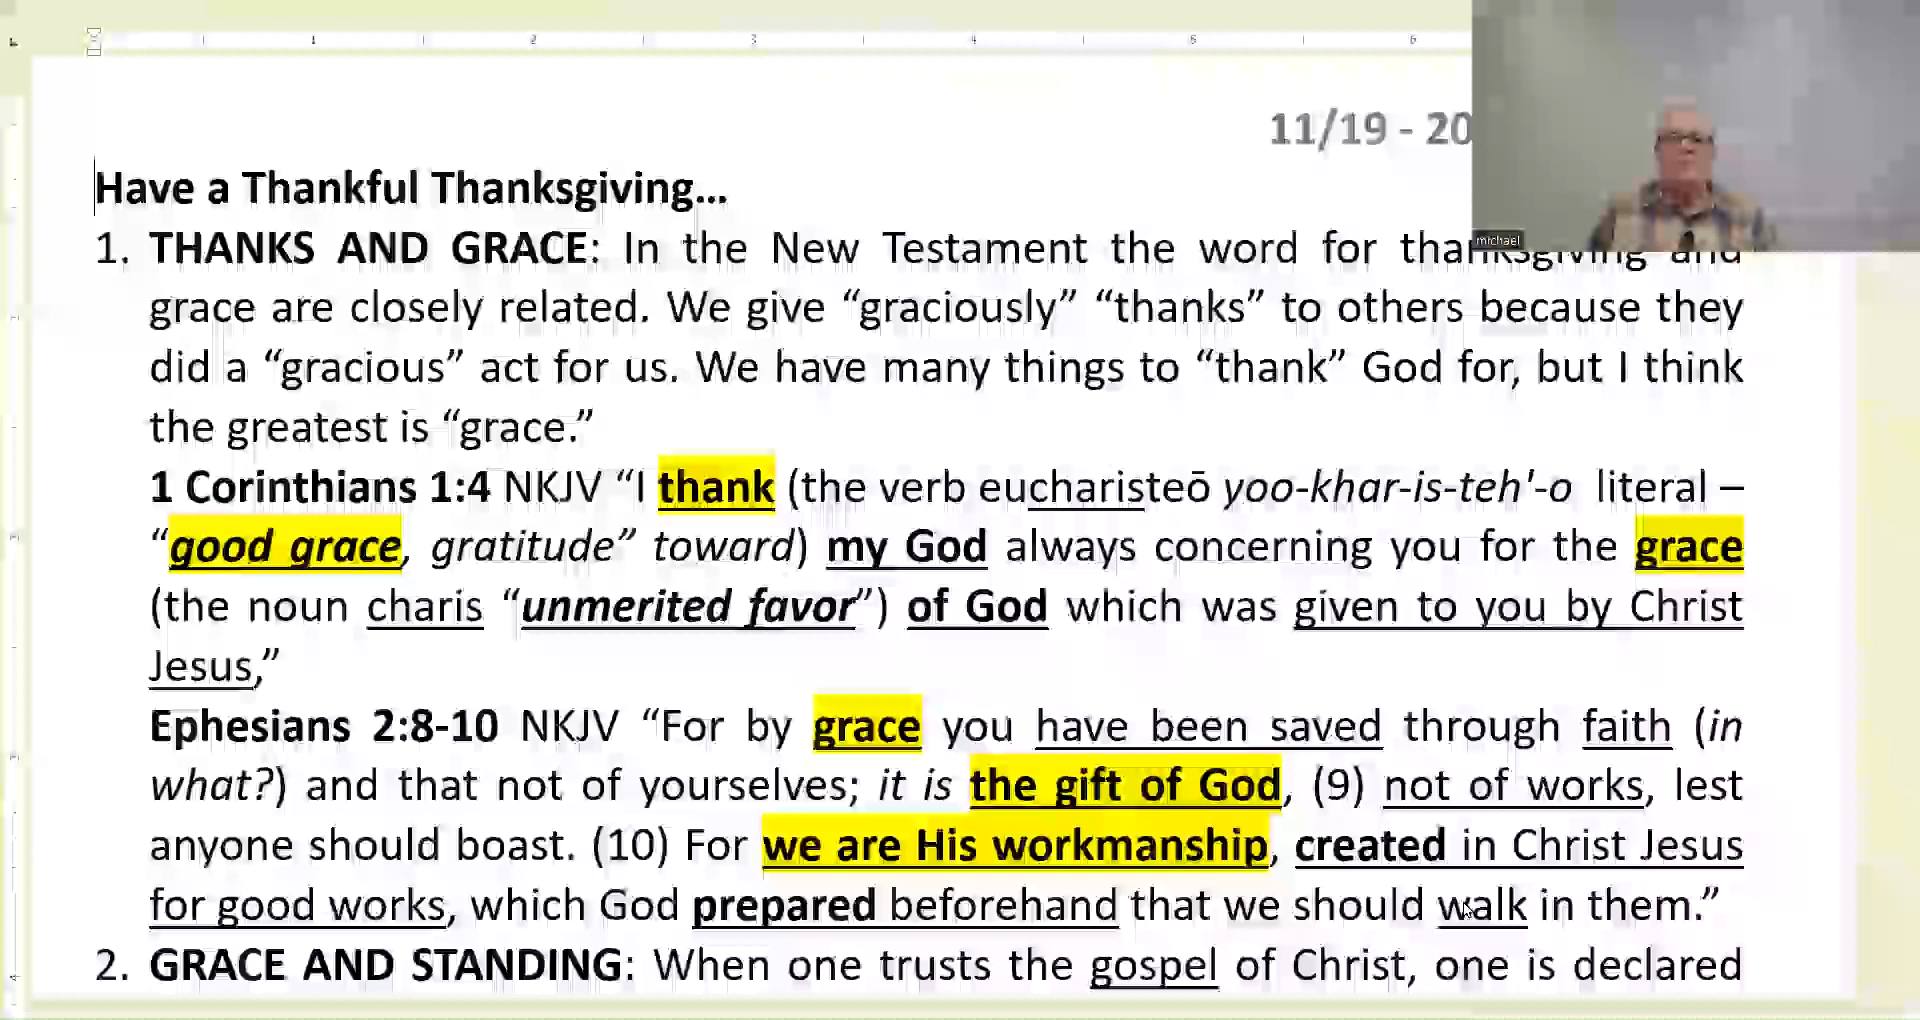 11/19 - 20
Have a Thankful Thanksgiving...
1. THANKS AND GRACE: In the New Testament the word for thanksgiving and
grace are closely related. We give “graciously” “thanks” to others because they
did a “gracious” act for us. We have many things to “thank” God for, but I think
the greatest is “grace.”
1 Corinthians 1:4 NKJV “I thank (the verb eucharisteō yoo-khar-is-teh'-o literal –
“good grace, gratitude” toward) my God always concerning you for the grace
(the noun charis “unmerited favor”) of God which was given to you by Christ
Jesus,”
Ephesians 2:8-10 NKJV “For by grace you have been saved through faith (in
what?) and that not of yourselves; it is the gift of God, (9) not of works, lest
anyone should boast. (10) For we are His workmanship, created in Christ Jesus
for good works, which God prepared beforehand that we should walk in them.”
2. GRACE AND STANDING: When one trusts the gospel of Christ, one is declared
michael
1
2
3
4
5
6